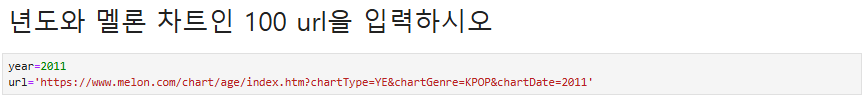 년도와 멜론 차트인 100 url을 입력하시오
year=2011
url='https://www.melon.com/chart/age/index.htm?chartType=YE&chartGenre=KPOP&chartDate=2011'